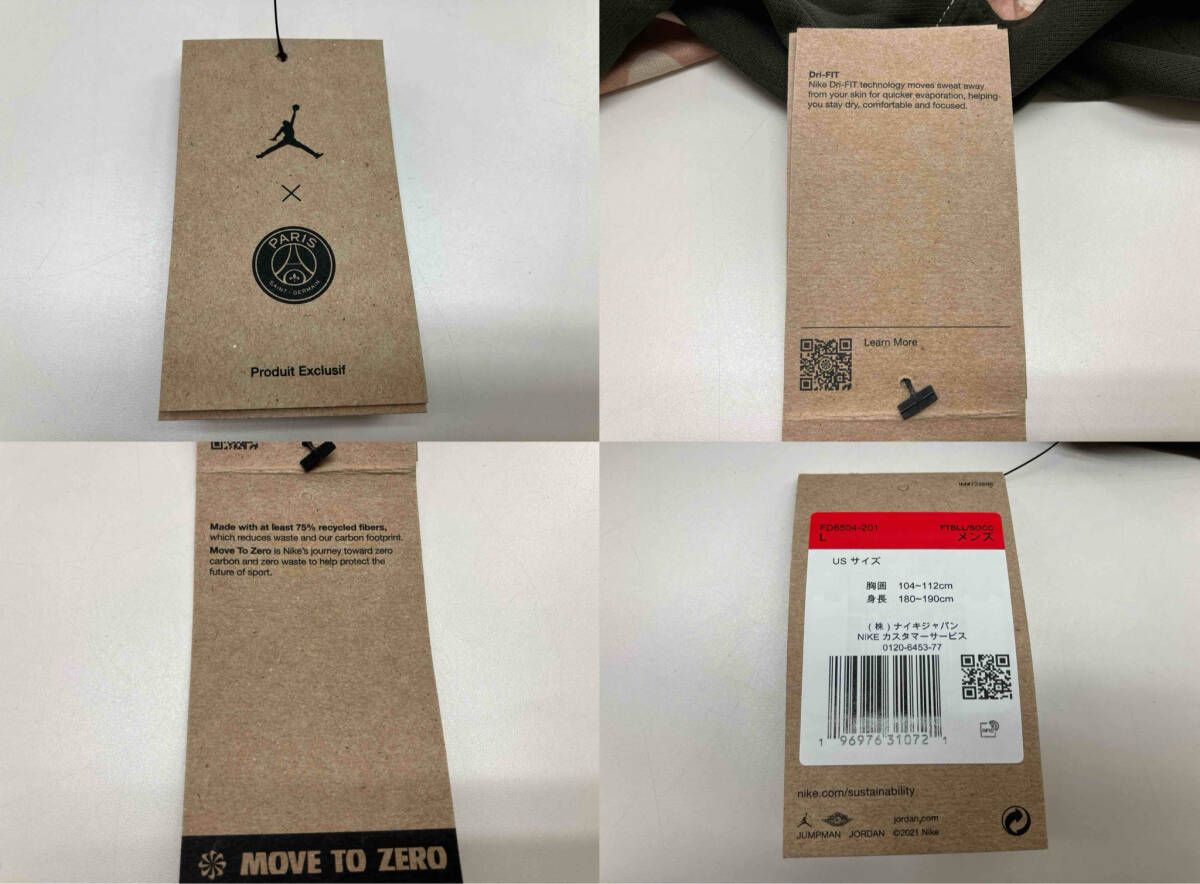 ×
PARIS
SAINT-GERMAIN
Produit Exclusif
Dri-FIT
Nike Dri-FIT technology moves sweat away
from your skin for quicker evaporation, helping
you stay dry, comfortable and focused.
Learn More
Made with at least 75% recycled fibers,
which reduces waste and our carbon footprint.
Move To Zero is Nike's journey toward zero
carbon and zero waste to help protect the
future of sport.
MOVE TO ZERO
FD6504-201 FTBLL/SOCC
L メンズ
US サイズ
胸囲 104~112cm
身長 180~190cm
(株)ナイキジャパン
NIKE カスタマーサービス
0120-6453-77
1 96976 31072 1
nike.com/sustainability
jordan.com
JUMPMAN JORDAN ©2021 Nike